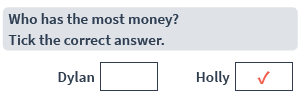 Who has the most money?
Tick the correct answer.
Dylan Holly ✓